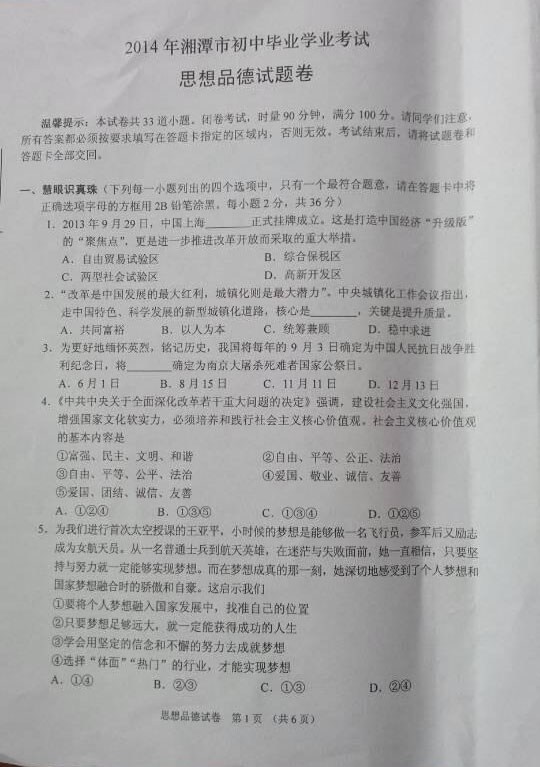 2014年湘潭市初中毕业学业考试
思想品德试题卷
温馨提示：本试卷共33道小题。闭卷考试，时量90分钟，满分100分。请同学们注意，
所有答案都必须按要求填写在答题卡指定的区域内，否则无效。考试结束后，请将试题卷和
答题卡全部交回。
一、慧眼识真珠（下列每一小题列出的四个选项中，只有一个最符合题意，请在答题卡中将
正确选项字母的方框用2B铅笔涂黑。每小题2分，共36分）
1．2013年9月29日，中国上海________正式挂牌成立。这是打造中国经济“升级版”
的“聚焦点”，更是进一步推进改革开放而采取的重大举措。
A．自由贸易试验区 B．综合保税区
C．两型社会试验区 D．高新开发区
2．“改革是中国发展的最大红利，城镇化则是最大潜力”。中央城镇化工作会议指出，
走中国特色、科学发展的新型城镇化道路，核心是________，关键是提升质量。
A．共同富裕 B．以人为本 C．统筹兼顾 D．稳中求进
3．为更好地缅怀英烈，铭记历史，我国将每年的9月3日确定为中国人民抗日战争胜
利纪念日，将________确定为南京大屠杀死难者国家公祭日。
A．6月1日 B．8月15日 C．11月11日 D．12月13日
4．《中共中央关于全面深化改革若干重大问题的决定》强调，建设社会主义文化强国，
增强国家文化软实力，必须培养和践行社会主义核心价值观。社会主义核心价值观
的基本内容是
①富强、民主、文明、和谐 ②自由、平等、公正、法治
③自由、平等、公平、法治 ④爱国、敬业、诚信、友善
⑤爱国、团结、诚信、友善
A．①②④ B．①③⑤ C．①③④ D．①②⑤
5．为我们进行首次太空授课的王亚平，小时候的梦想是能够做一名飞行员，参军后又励志
成为女航天员。从一名普通士兵到航天英雄，在迷茫与失败面前，她一直相信，只要坚
持与努力就一定能够实现梦想。而在梦想成真的那一刻，她深切地感受到了个人梦想和
国家梦想融合时的骄傲和自豪。这启示我们
①要将个人梦想融入国家发展中，找准自己的位置
②只要梦想足够远大，就一定能获得成功的人生
③学会用坚定的信念和不懈的努力去成就梦想
④选择“体面”“热门”的行业，才能实现梦想
A．①④ B．②③ C．①③ D．②④
思想品德试卷 第1页 （共6页）